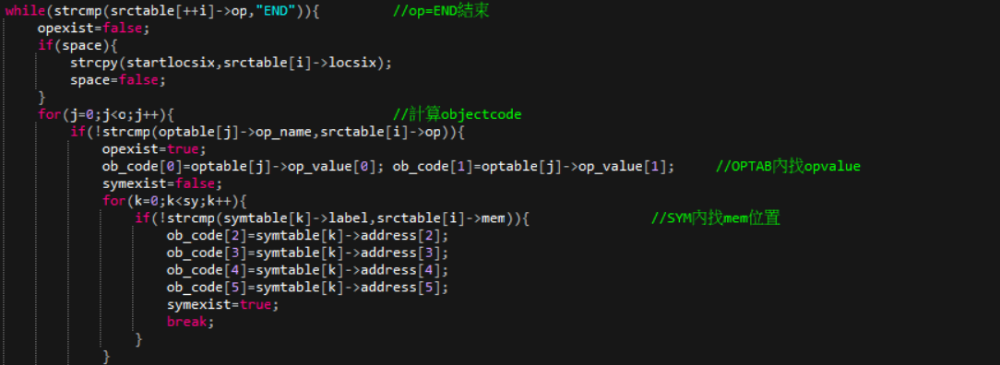 while(strcmp(srctable[++i]->op,"END")){ //op=END結束
opexist=false;
if(space){
strcpy(startlocsix,srctable[i]->locsix);
space=false;
}
for(j=0;j<o;j++){ //計算objectcode
if(!strcmp(optable[j]->op_name,srctable[i]->op)){
opexist=true;
ob_code[0]=optable[j]->op_value[0]; ob_code[1]=optable[j]->op_value[1]; //OPTAB內找opvalue
symexist=false;
for(k=0;k<sy;k++){
if(!strcmp(symtable[k]->label,srctable[i]->mem)){ //SYM內找mem位置
ob_code[2]=symtable[k]->address[2];
ob_code[3]=symtable[k]->address[3];
ob_code[4]=symtable[k]->address[4];
ob_code[5]=symtable[k]->address[5];
symexist=true;
break;
}
}